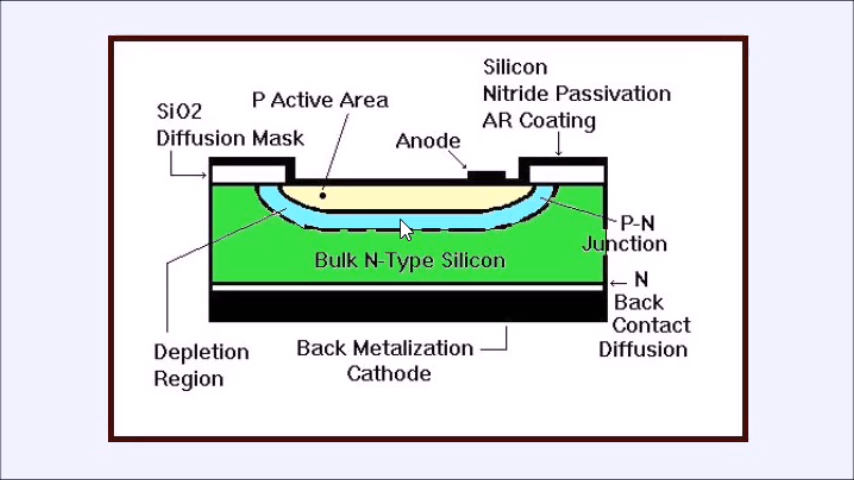 Silicon
Nitride Passivation
AR Coating
P Active Area
SiO2
Diffusion Mask
Anode
P-N
Junction
Bulk N-Type Silicon
N
Back
Contact
Diffusion
Depletion
Region
Back Metalization
Cathode